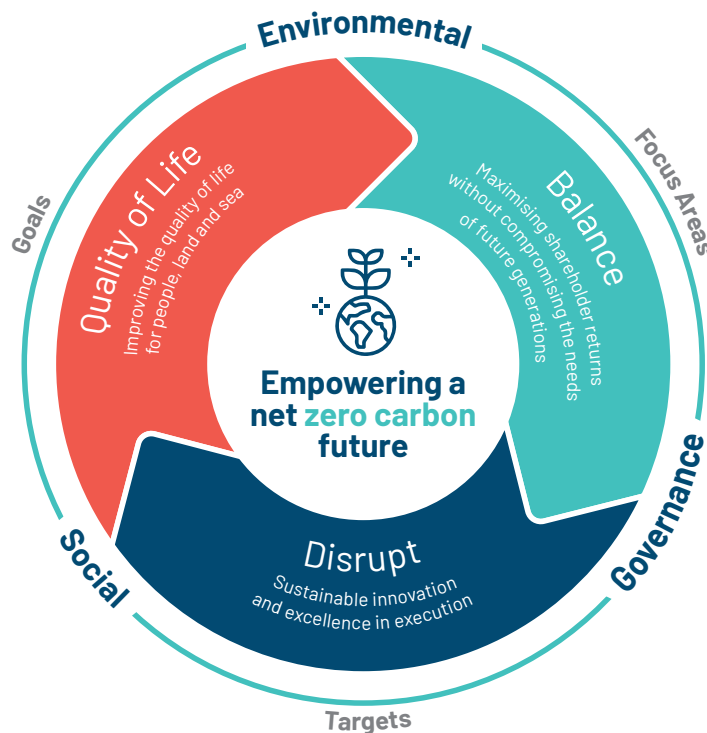 Environmental
Focus Areas
Governance
Targets
Social
Goals
Quality of Life
Improving the quality of life
for people, land and sea
Balance
Maximising shareholder returns
without compromising the needs
of future generations
Disrupt
Sustainable innovation
and excellence in execution
Empowering a
net zero carbon
future